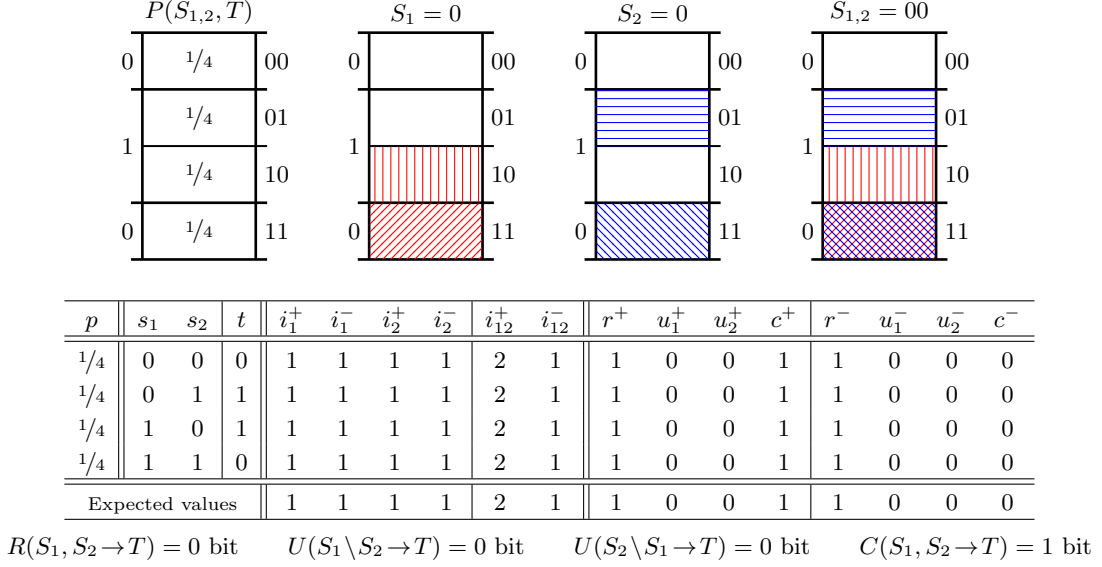 P(S₁,₂, T) S₁ = 0 S₂ = 0 S₁,₂ = 00
0 1/4 00 0 00 0 00 0 00
1/4 01 01 01 01
1 1 1 1
1/4 10 10 10 10
0 1/4 11 0 11 0 11 0 11
p s₁ s₂ t i₁⁺ i₁⁻ i₂⁺ i₂⁻ i₁₂⁺ i₁₂⁻ r⁺ u₁⁺ u₂⁺ c⁺ r⁻ u₁⁻ u₂⁻ c⁻
1/4 0 0 0 1 1 1 1 2 1 1 0 0 1 1 0 0 0
1/4 0 1 1 1 1 1 1 2 1 1 0 0 1 1 0 0 0
1/4 1 0 1 1 1 1 1 2 1 1 0 0 1 1 0 0 0
1/4 1 1 0 1 1 1 1 2 1 1 0 0 1 1 0 0 0
Expected values 1 1 1 1 2 1 1 0 0 1 1 0 0 0
R(S₁, S₂→T) = 0 bit U(S₁\S₂→T) = 0 bit U(S₂\S₁→T) = 0 bit C(S₁, S₂→T) = 1 bit